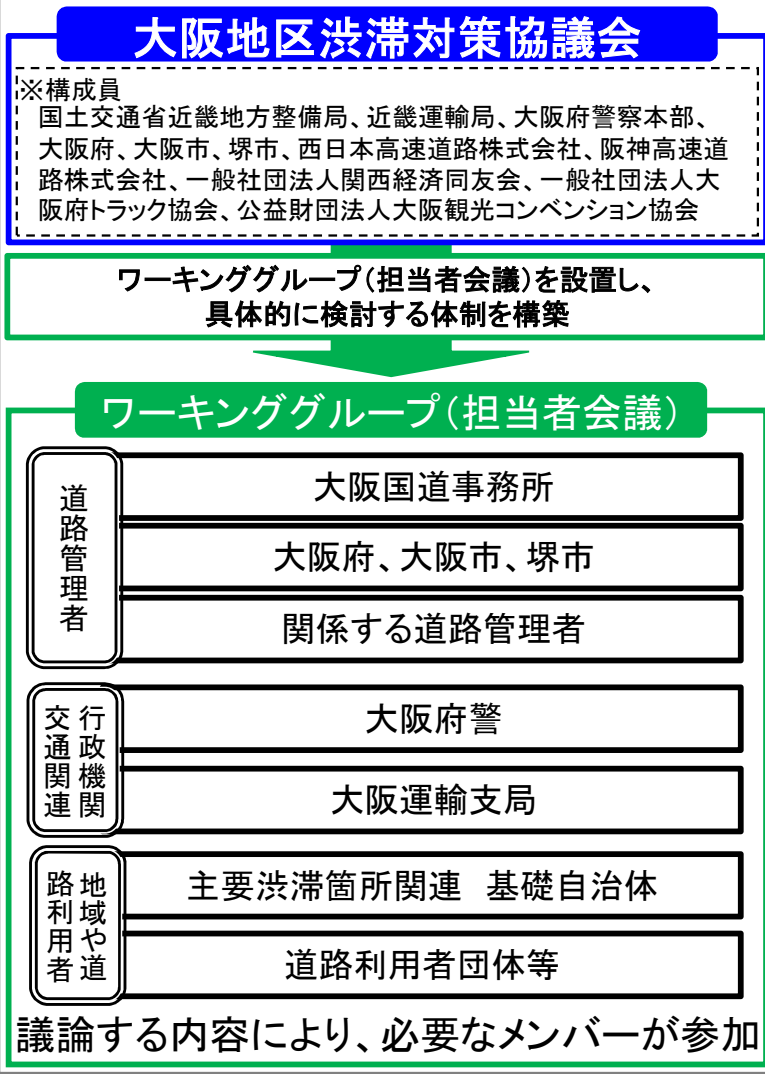 大阪地区渋滞対策協議会
※構成員
国土交通省近畿地方整備局、近畿運輸局、大阪府警察本部、
大阪府、大阪市、堺市、西日本高速道路株式会社、阪神高速道
路株式会社、一般社団法人関西経済同友会、一般社団法人大
阪府トラック協会、公益財団法人大阪観光コンベンション協会
ワーキンググループ(担当者会議)を設置し、
具体的に検討する体制を構築
ワーキンググループ(担当者会議)
道路管理者
大阪国道事務所
大阪府、大阪市、堺市
関係する道路管理者
行政機関
交通関連
大阪府警
大阪運輸支局
地域や道
路利用者
主要渋滞箇所関連　基礎自治体
道路利用者団体等
議論する内容により、必要なメンバーが参加